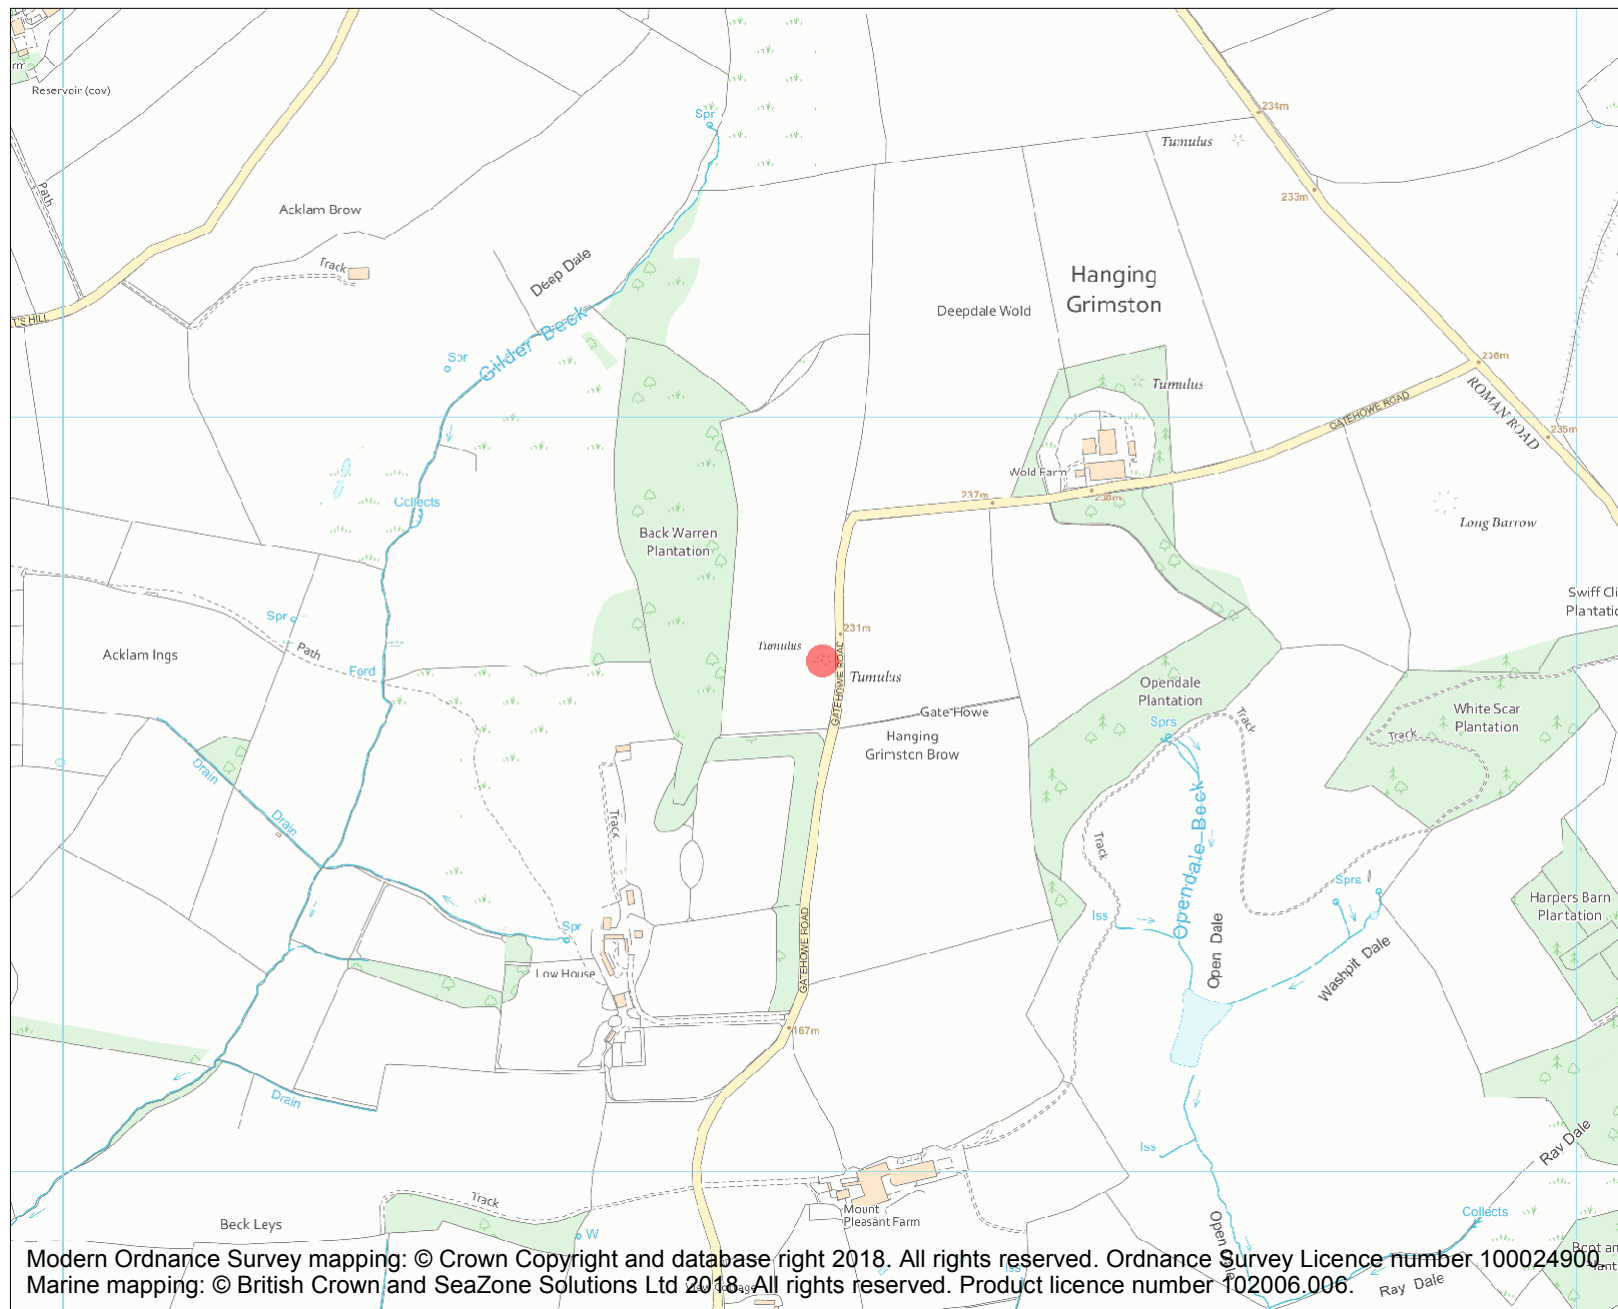 Spr
234m
Tumulus
Reservoir (cov)
233m
Path
Acklam Brow
Track
Deep Dale
Hanging
Grimston
Deepdale Wold
T'S HILL
Gilder Beck
Spr
236m
Tumulus
ROMAN ROAD
GATEHOWE ROAD
235m
Wold Farm
237m
238m
Collects
Long Barrow
Back Warren
Plantation
Swiff Cli
Plantatio
Spr
231m
Path
Tumulus
Acklam Ings
Ford
GATEHOWE ROAD
Tumulus
Opendale
Plantation
Sprs
Track
White Scar
Plantation
Track
Gate Howe
Hanging
Grimston Brow
Drain
Drain
Track
Track
Opendale Beck
Sprs
Harpers Barn
Plantation
Iss
Open Dale
Washpit Dale
Spr
GATEHOWE ROAD
Low House
167m
Drain
Iss
Ray Dale
Track
Mount
Pleasant Farm
Beck Leys
W
Collects
Open Dale
Iss
Ray Dale
Modern Ordnance Survey mapping: © Crown Copyright and database right 2018. All rights reserved. Ordnance Survey Licence number 100024900.
Marine mapping: © British Crown and SeaZone Solutions Ltd 2018. All rights reserved. Product licence number 102006.006.